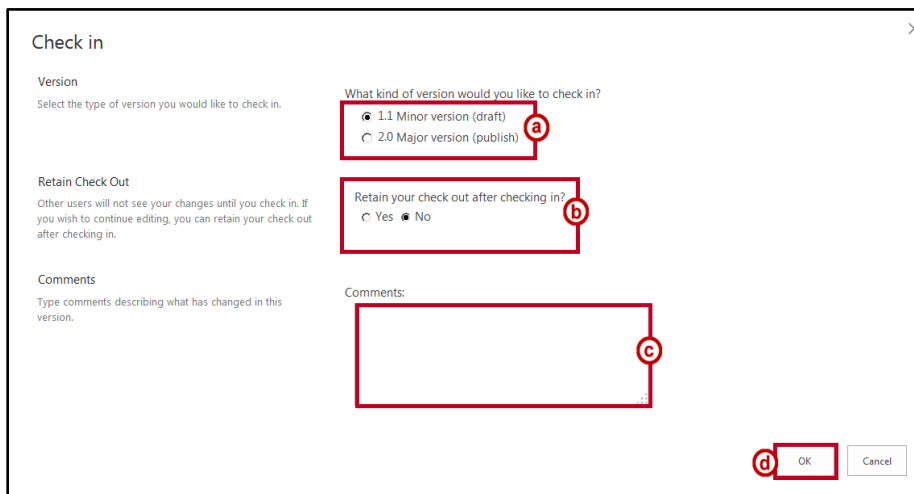 Check in
Version
Select the type of version you would like to check in.
What kind of version would you like to check in?
1.1 Minor version (draft)
2.0 Major version (publish)
a
Retain Check Out
Other users will not see your changes until you check in. If
you wish to continue editing, you can retain your check out
after checking in.
Retain your check out after checking in?
Yes No
b
Comments
Type comments describing what has changed in this
version.
Comments:
c
d
OK
Cancel